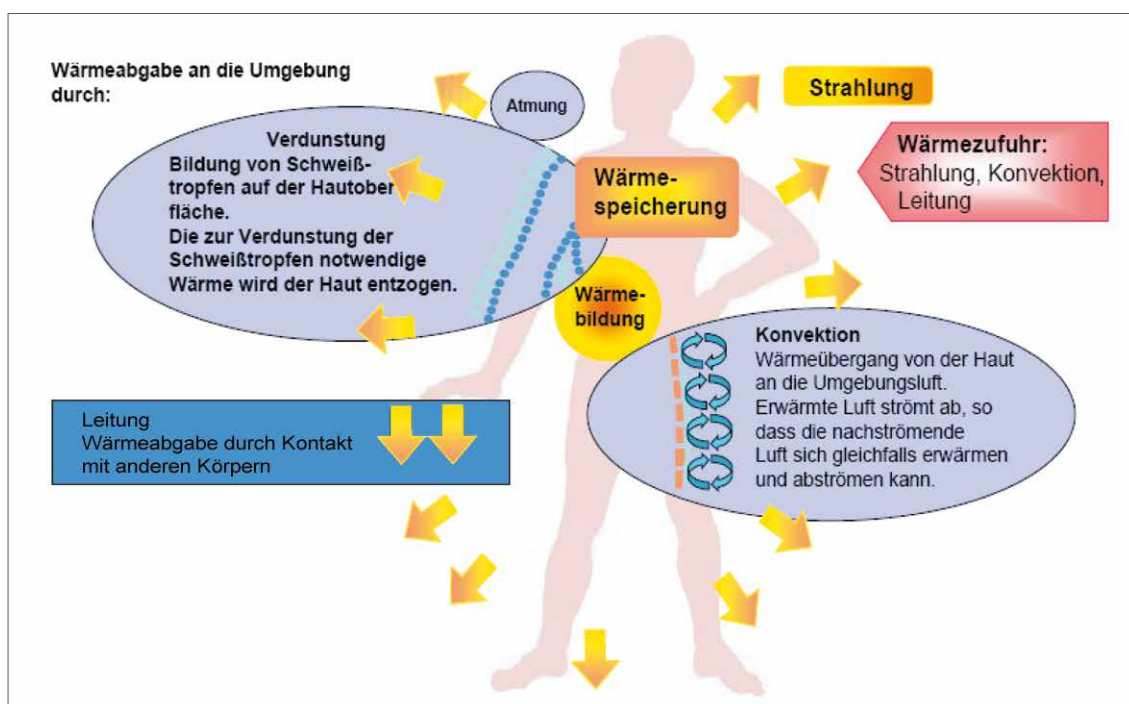 Wärmeabgabe an die Umgebung
durch:
Atmung
Strahlung
Verdunstung
Bildung von Schweiß-
tropfen auf der Hautober
fläche.
Die zur Verdunstung der
Schweißtropfen notwendige
Wärme wird der Haut entzogen.
Wärme-
speicherung
Wärmezufuhr:
Strahlung, Konvektion,
Leitung
Wärme-
bildung
Konvektion
Wärmeübergang von der Haut
an die Umgebungsluft.
Erwärmte Luft strömt ab, so
dass die nachströmende
Luft sich gleichfalls erwärmen
und abströmen kann.
Leitung
Wärmeabgabe durch Kontakt
mit anderen Körpern